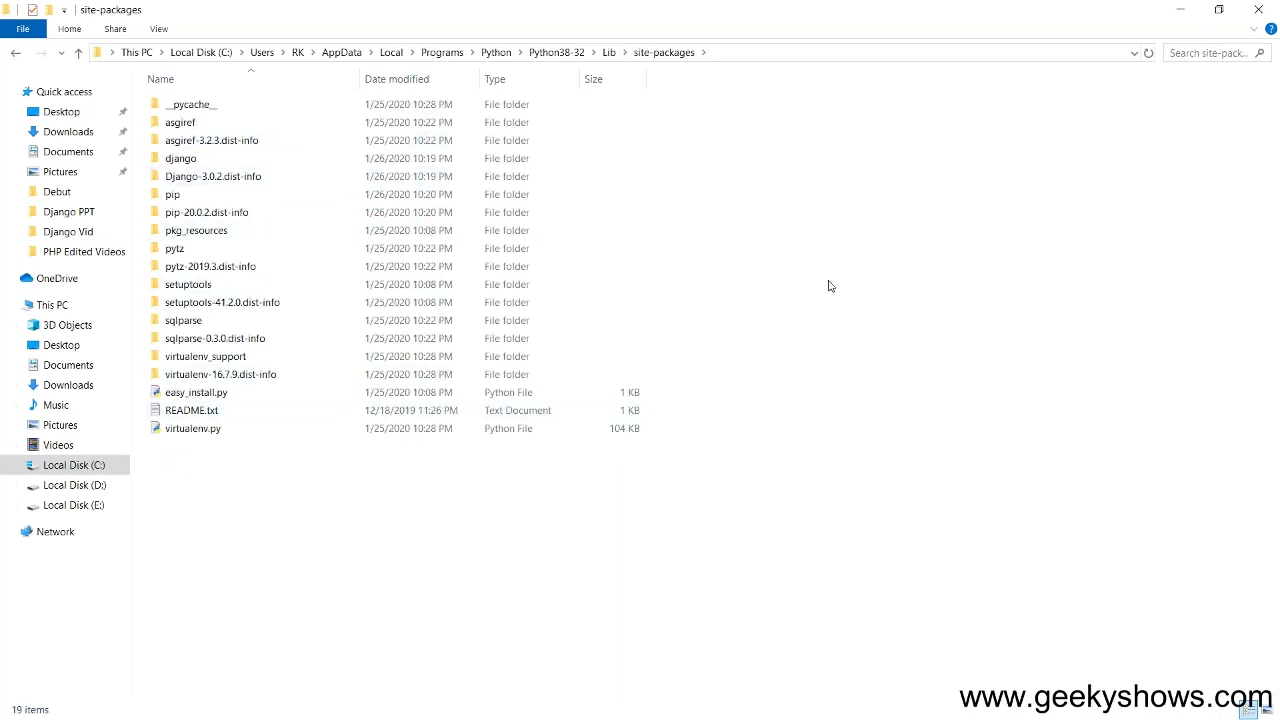 site-packages
File Home Share View
This PC Local Disk (C:) Users RK AppData Local Programs Python Python38-32 Lib site-packages
Search site-pack...
Name Date modified Type Size
Quick access
Desktop
Downloads
Documents
Pictures
Debut
Django PPT
Django Vid
PHP Edited Videos
OneDrive
This PC
3D Objects
Desktop
Documents
Downloads
Music
Pictures
Videos
Local Disk (C:)
Local Disk (D:)
Local Disk (E:)
Network
__pycache__ 1/25/2020 10:28 PM File folder
asgiref 1/25/2020 10:22 PM File folder
asgiref-3.2.3.dist-info 1/25/2020 10:22 PM File folder
django 1/26/2020 10:19 PM File folder
Django-3.0.2.dist-info 1/26/2020 10:19 PM File folder
pip 1/26/2020 10:20 PM File folder
pip-20.0.2.dist-info 1/26/2020 10:20 PM File folder
pkg_resources 1/25/2020 10:08 PM File folder
pytz 1/25/2020 10:22 PM File folder
pytz-2019.3.dist-info 1/25/2020 10:22 PM File folder
setuptools 1/25/2020 10:08 PM File folder
setuptools-41.2.0.dist-info 1/25/2020 10:08 PM File folder
sqlparse 1/25/2020 10:22 PM File folder
sqlparse-0.3.0.dist-info 1/25/2020 10:22 PM File folder
virtualenv_support 1/25/2020 10:28 PM File folder
virtualenv-16.7.9.dist-info 1/25/2020 10:28 PM File folder
easy_install.py 1/25/2020 10:08 PM Python File 1 KB
README.txt 12/18/2019 11:26 PM Text Document 1 KB
virtualenv.py 1/25/2020 10:28 PM Python File 104 KB
www.geekyshows.com
19 items